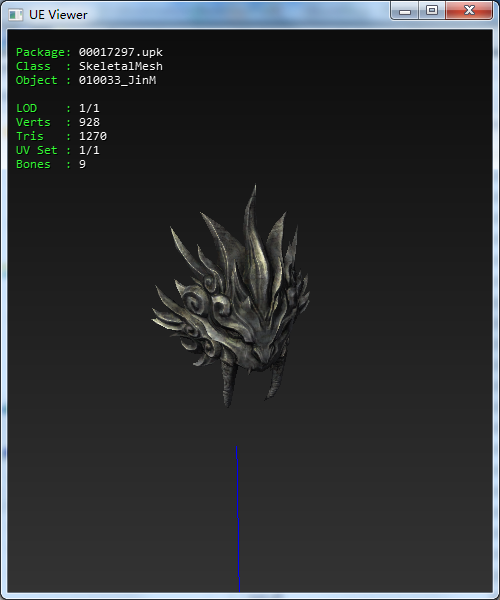 UE Viewer
Package: 00017297.upk
Class : SkeletalMesh
Object : 010033_JinM
LOD : 1/1
Verts : 928
Tris : 1270
UV Set : 1/1
Bones : 9